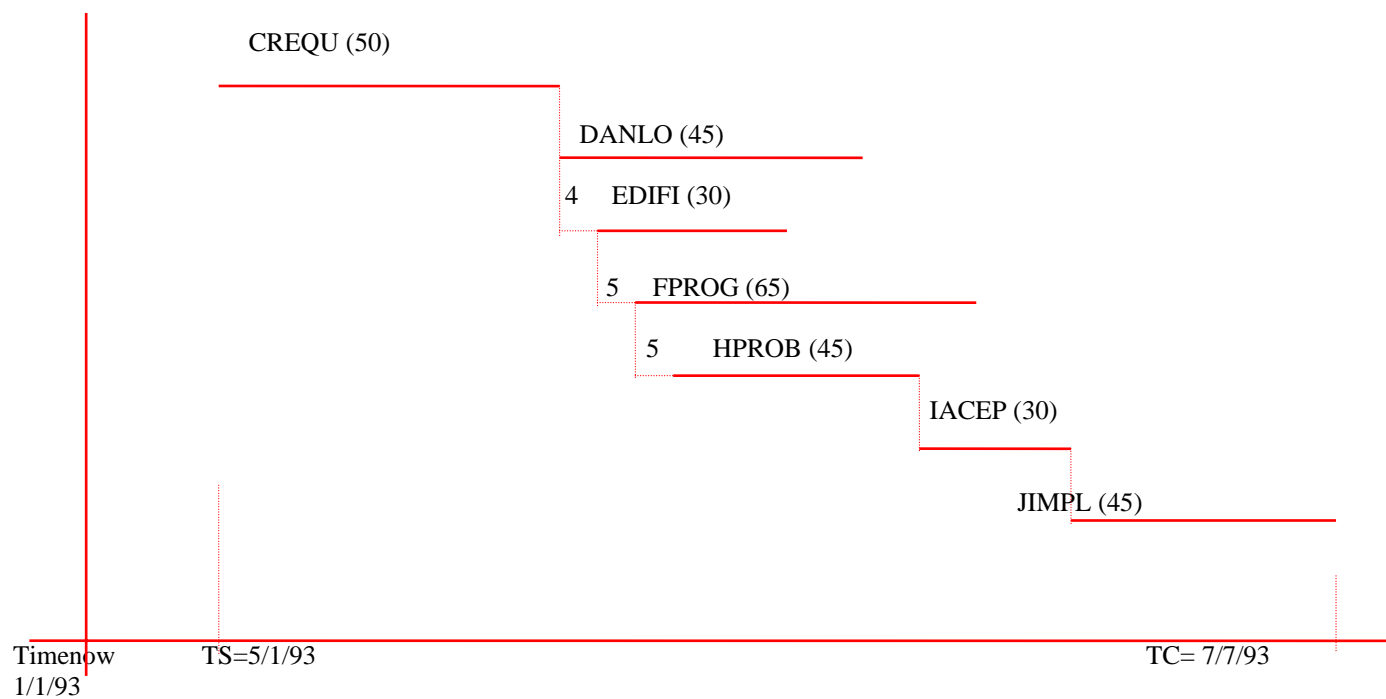 CREQU (50)
DANLO (45)
4 EDIFI (30)
5 FPROG (65)
5 HPROB (45)
IACEP (30)
JIMPL (45)
Timenow TS=5/1/93 TC= 7/7/93
1/1/93